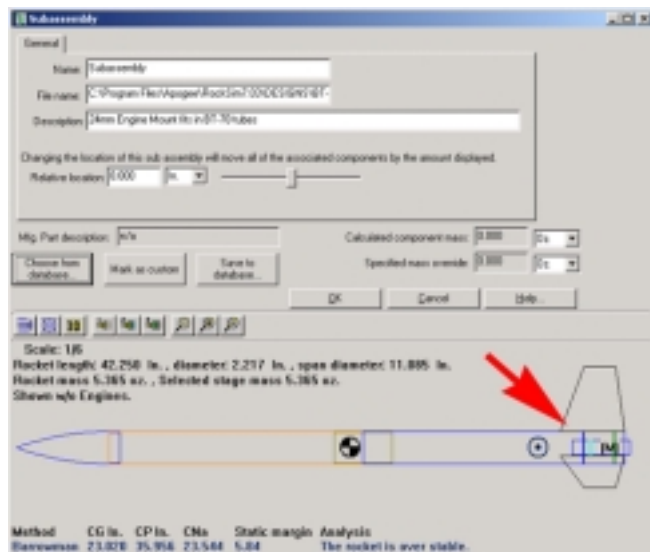 Subassembly
General
Name: Subassembly
File name: C:\Program Files\Apogee\RockSim7.00\DESIGNS\BT-
Description: 24mm Engine Mount fits in BT-70 tubes
Changing the location of this sub assembly will move all of the associated components by the amount displayed.
Relative location: 0.000 In.
Mfg. Part description: n/a
Calculated component mass: 0.000 Oz
Choose from database... Mark as custom Save to database...
Specified mass override: 0.000 Oz
OK Cancel Help...
Scale: 1/6
Rocket length: 42.250 In. , diameter: 2.217 In. , span diameter: 11.085 In.
Rocket mass 5.365 oz. , Selected stage mass 5.365 oz.
Shown w/o Engines.
M
Method CG In. CP In. CNa Static margin Analysis
Barrowman 23.020 35.956 23.544 5.84 The rocket is over stable.